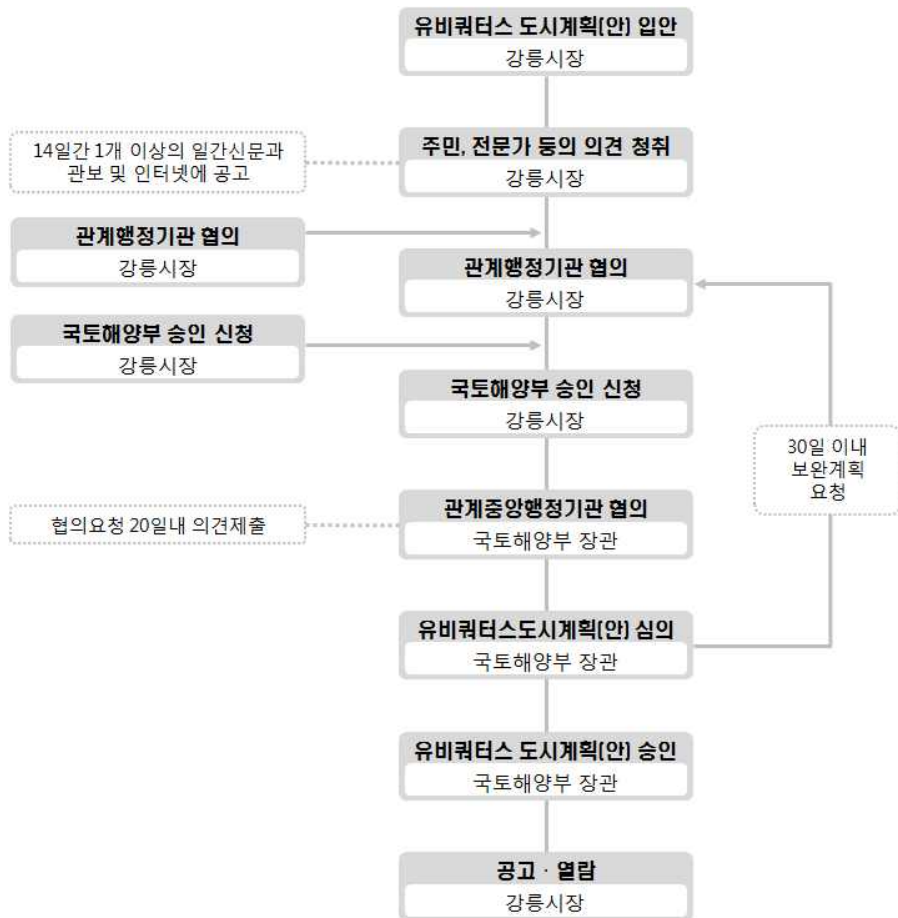 유비쿼터스 도시계획(안) 입안
강릉시장
14일간 1개 이상의 일간신문과
관보 및 인터넷에 공고
주민, 전문가 등의 의견 청취
강릉시장
관계행정기관 협의
강릉시장
관계행정기관 협의
강릉시장
국토해양부 승인 신청
강릉시장
국토해양부 승인 신청
강릉시장
30일 이내
보완계획
요청
협의요청 20일내 의견제출
관계중앙행정기관 협의
국토해양부 장관
유비쿼터스도시계획(안) 심의
국토해양부 장관
유비쿼터스 도시계획(안) 승인
국토해양부 장관
공고 · 열람
강릉시장